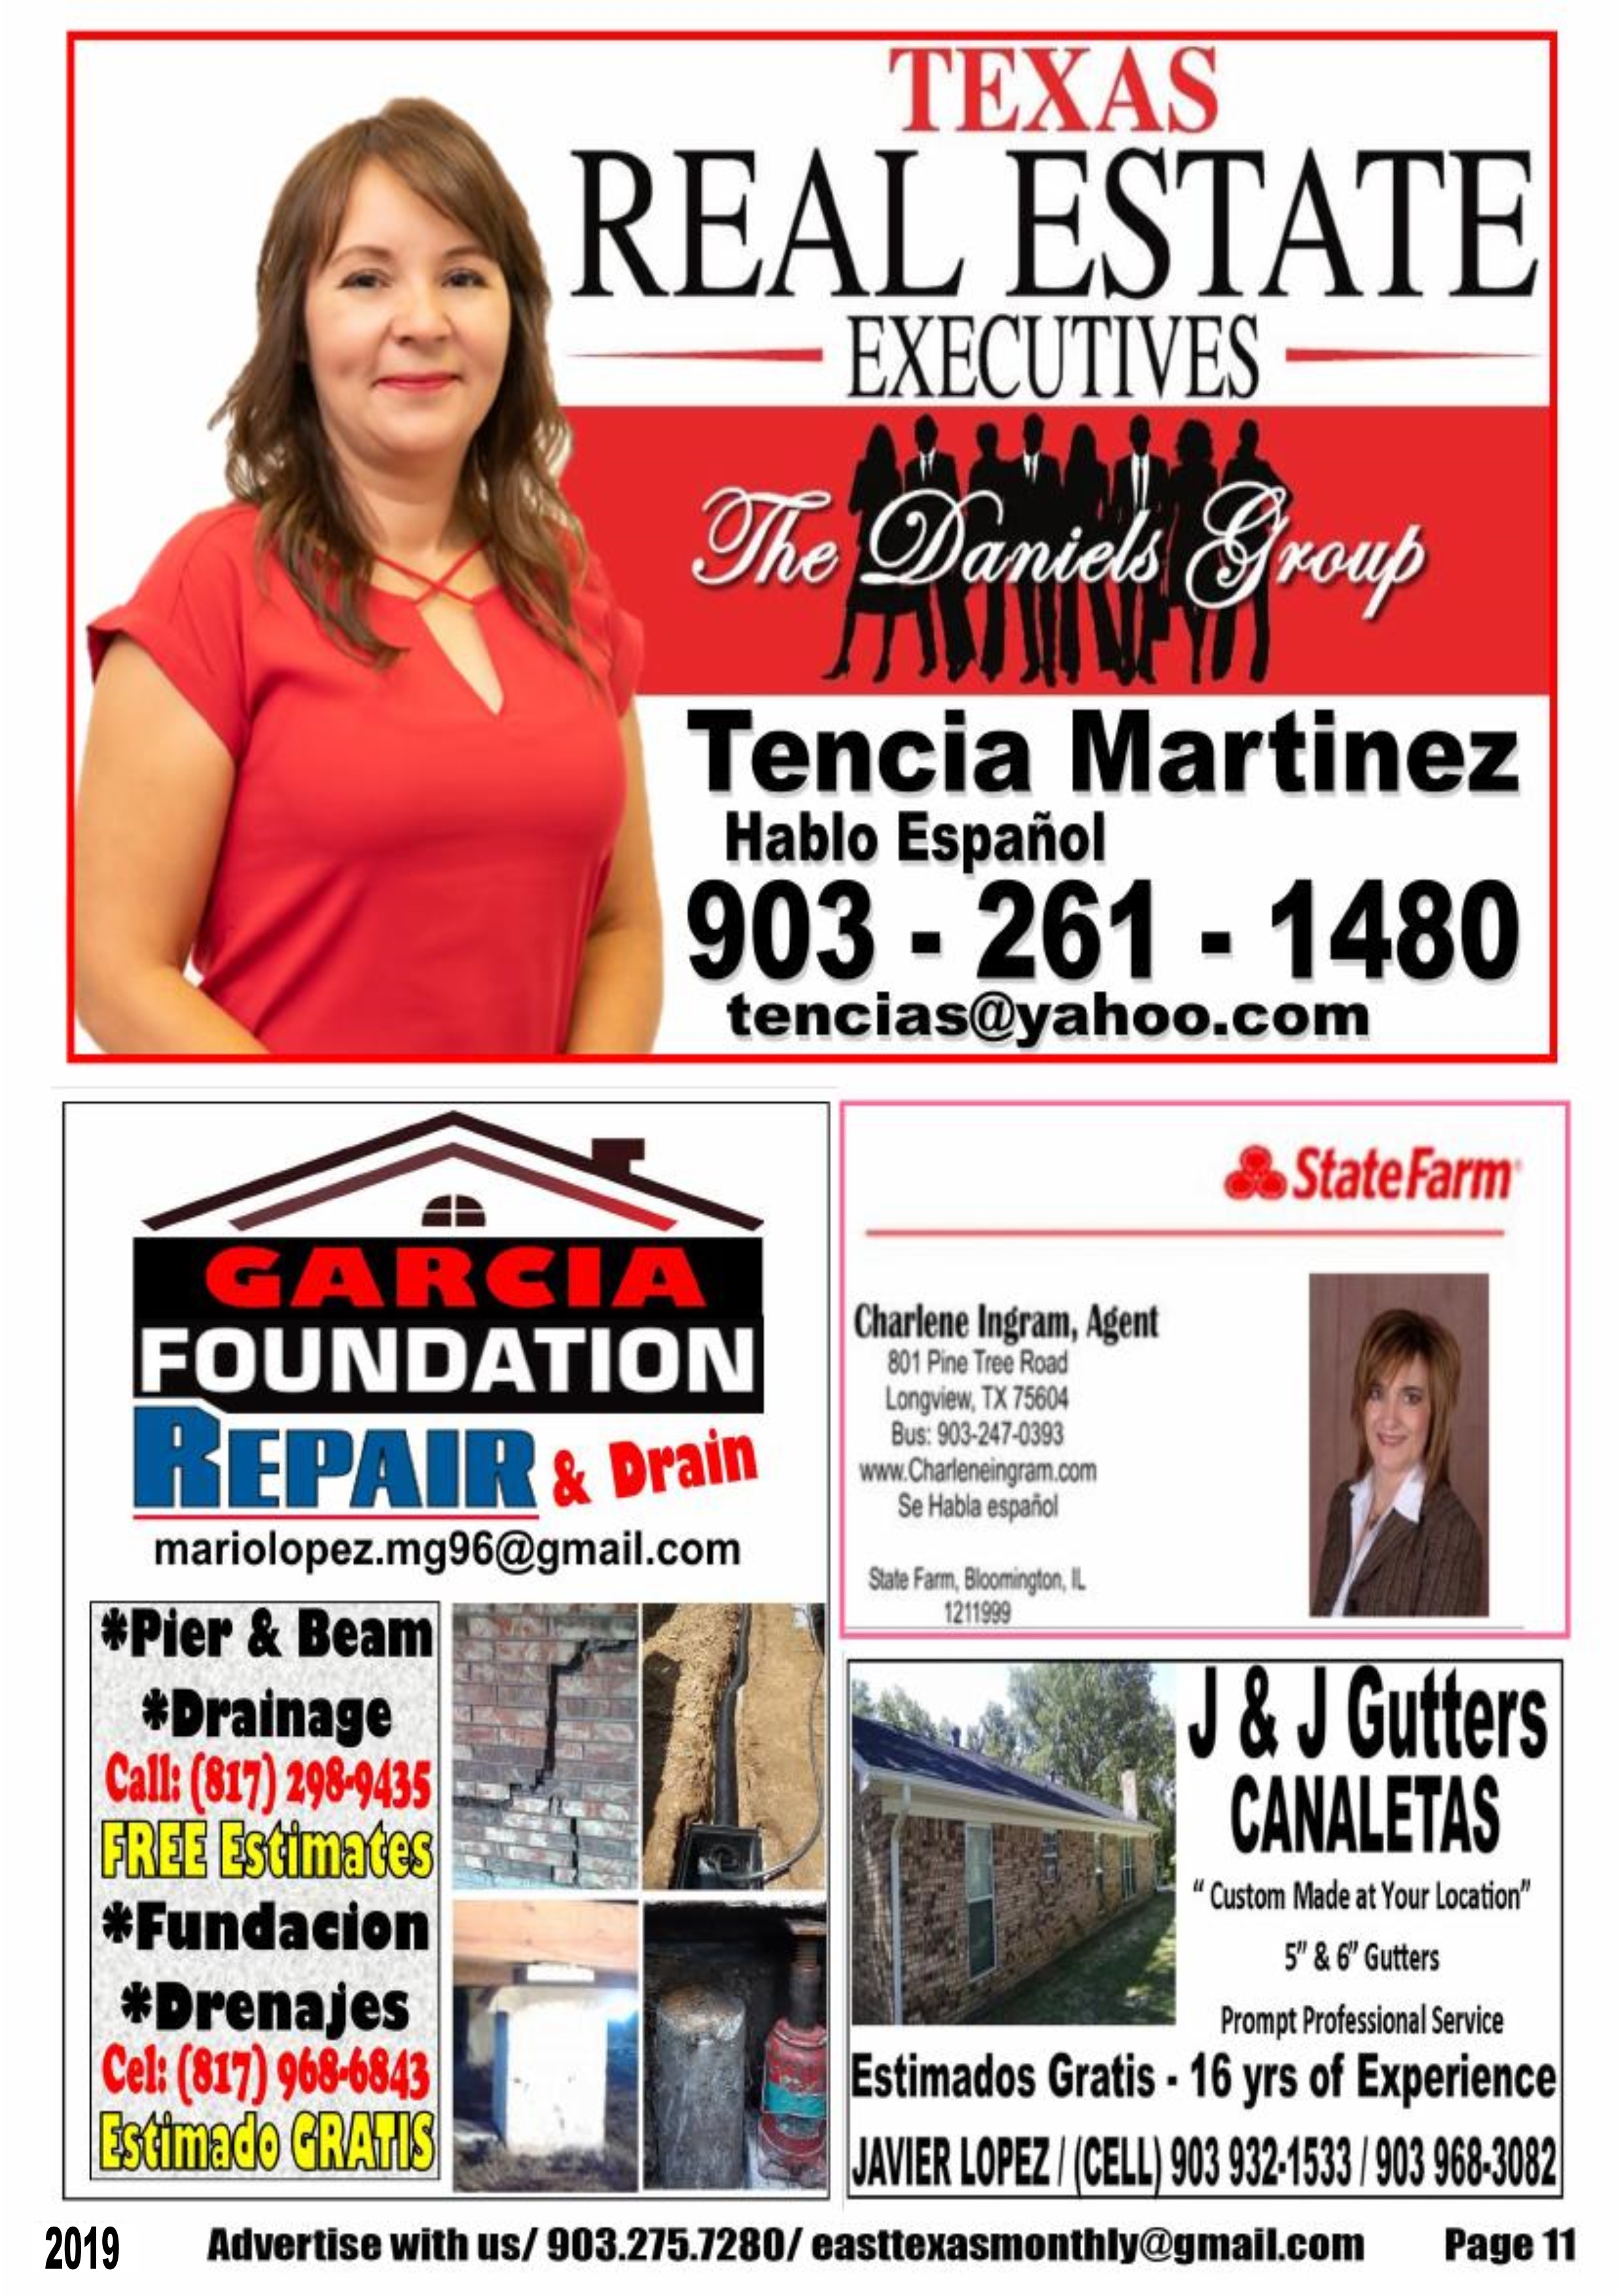 TEXAS
REAL ESTATE
EXECUTIVES
The Daniels Group
Tencia Martinez
Hablo Español
903 - 261 - 1480
tencias@yahoo.com
GARCIA
FOUNDATION
REPAIR & Drain
mariolopez.mg96@gmail.com
*Pier & Beam
*Drainage
Call: (817) 298-9435
FREE Estimates
*Fundacion
*Drenajes
Cel: (817) 968-6843
Estimado GRATIS
StateFarm
Charlene Ingram, Agent
801 Pine Tree Road
Longview, TX 75604
Bus: 903-247-0393
www.Charleneingram.com
Se Habla español
State Farm, Bloomington, IL
1211999
J & J Gutters
CANALETAS
" Custom Made at Your Location"
5" & 6" Gutters
Prompt Professional Service
Estimados Gratis - 16 yrs of Experience
JAVIER LOPEZ / (CELL) 903 932-1533 / 903 968-3082
2019 Advertise with us/ 903.275.7280/ easttexasmonthly@gmail.com Page 11